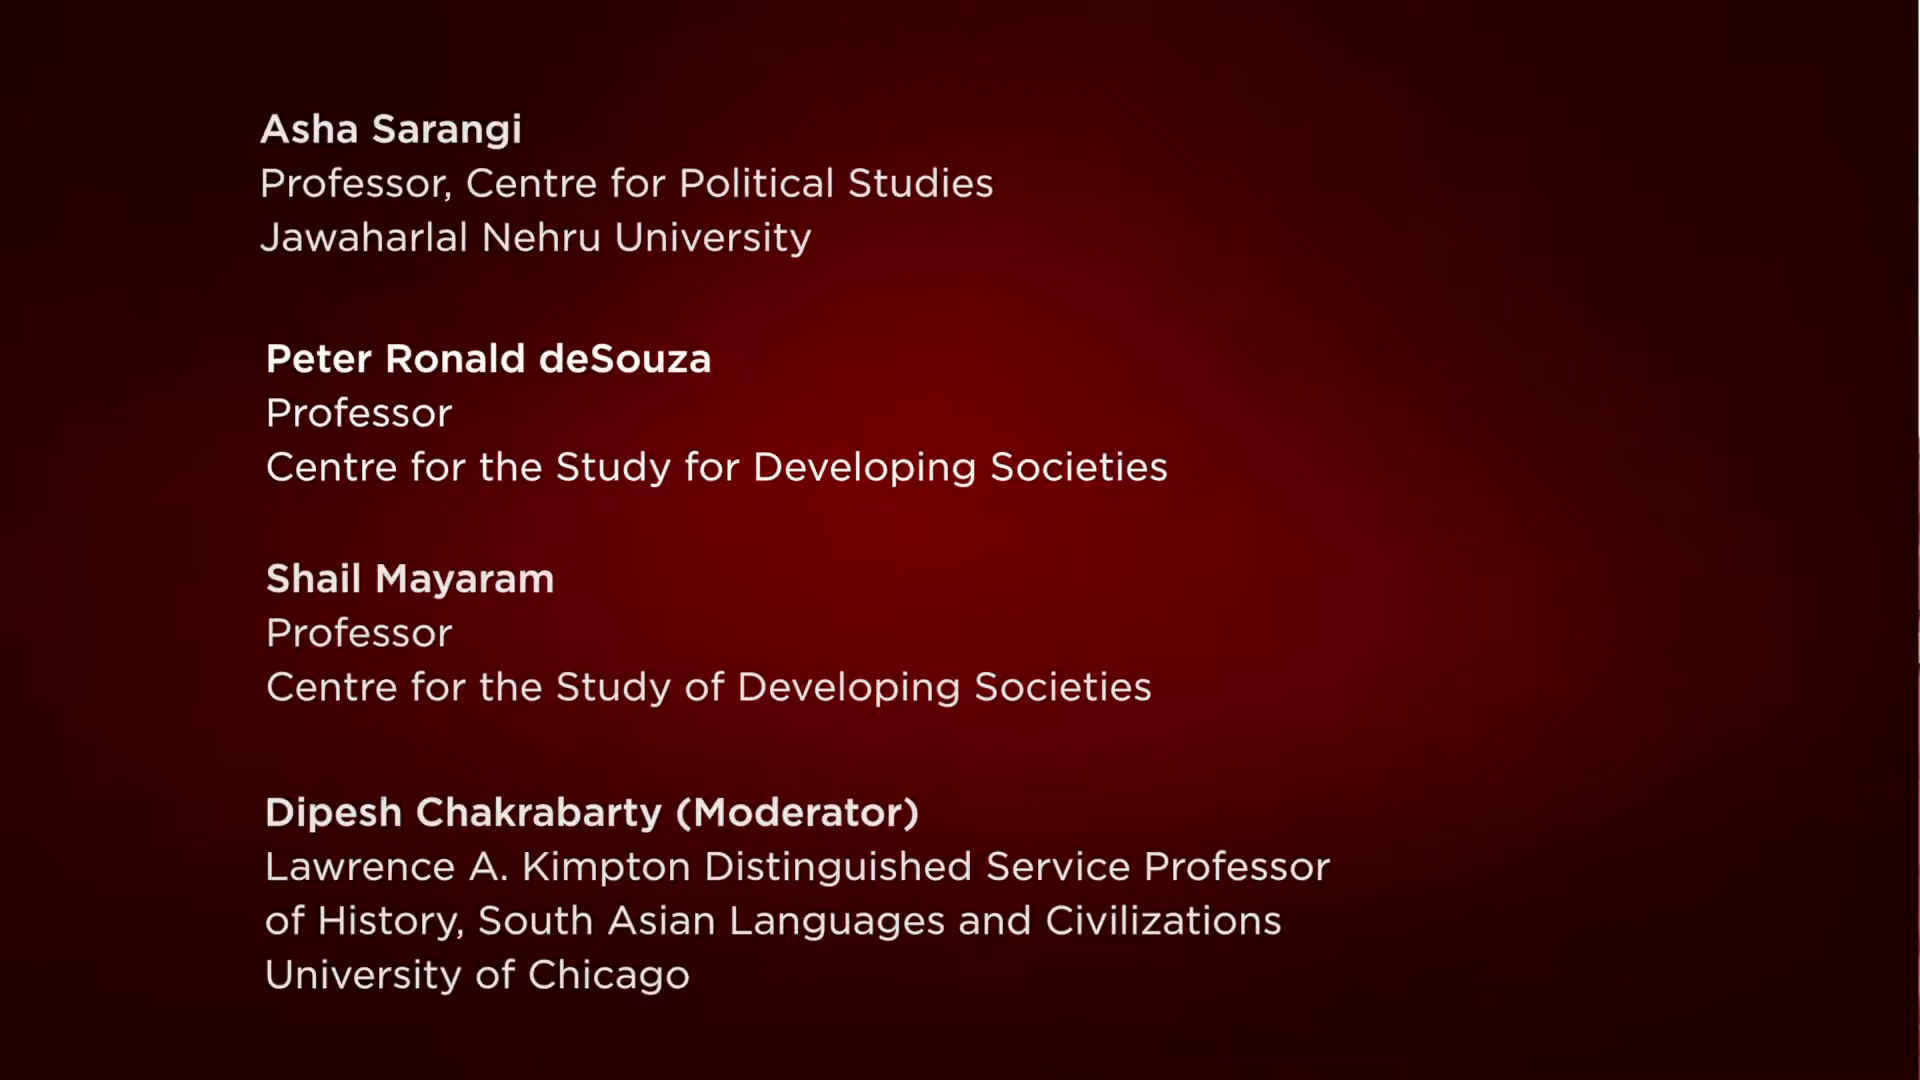 Asha Sarangi
Professor, Centre for Political Studies
Jawaharlal Nehru University
Peter Ronald deSouza
Professor
Centre for the Study for Developing Societies
Shail Mayaram
Professor
Centre for the Study of Developing Societies
Dipesh Chakrabarty (Moderator)
Lawrence A. Kimpton Distinguished Service Professor
of History, South Asian Languages and Civilizations
University of Chicago